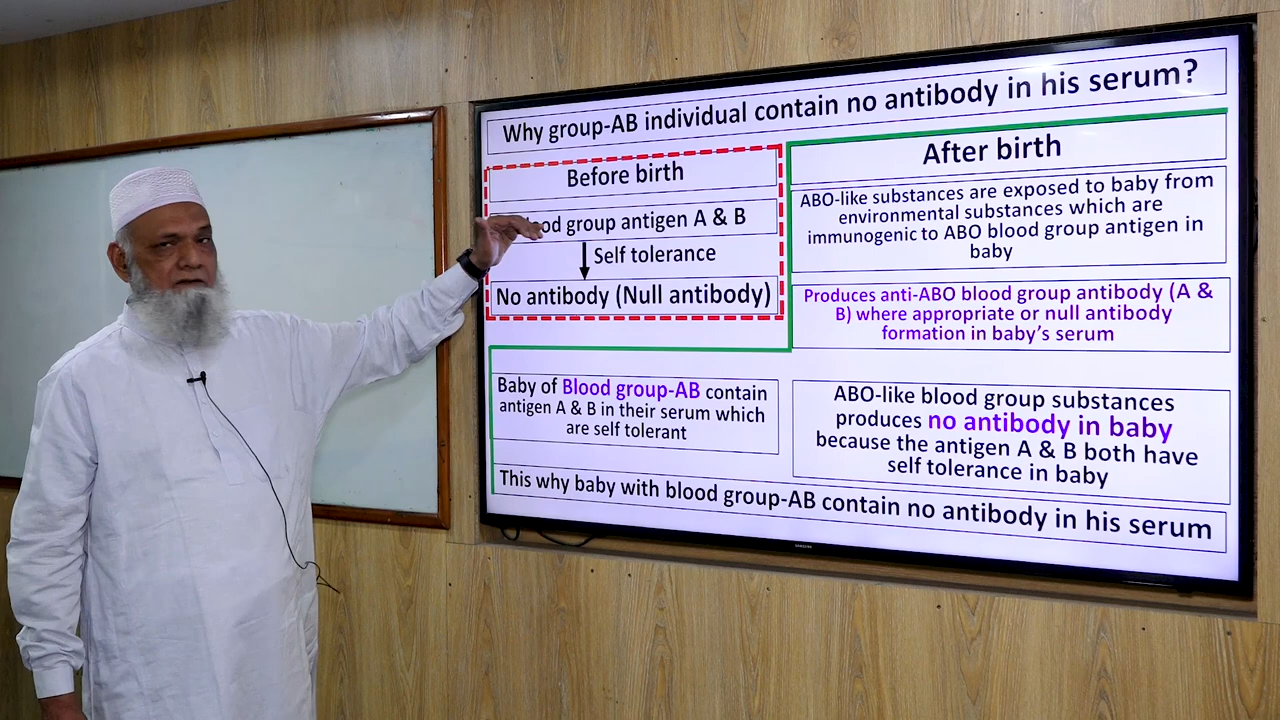 Why group-AB individual contain no antibody in his serum?
Before birth
group antigen A & B
Self tolerance
No antibody (Null antibody)
After birth
ABO-like substances are exposed to baby from
environmental substances which are
immunogenic to ABO blood group antigen in
baby
Produces anti-ABO blood group antibody (A &
B) where appropriate or null antibody
formation in baby's serum
Baby of Blood group-AB contain
antigen A & B in their serum which
are self tolerant
ABO-like blood group substances
produces no antibody in baby
because the antigen A & B both have
self tolerance in baby
This why baby with blood group-AB contain no antibody in his serum
SAMSUNG